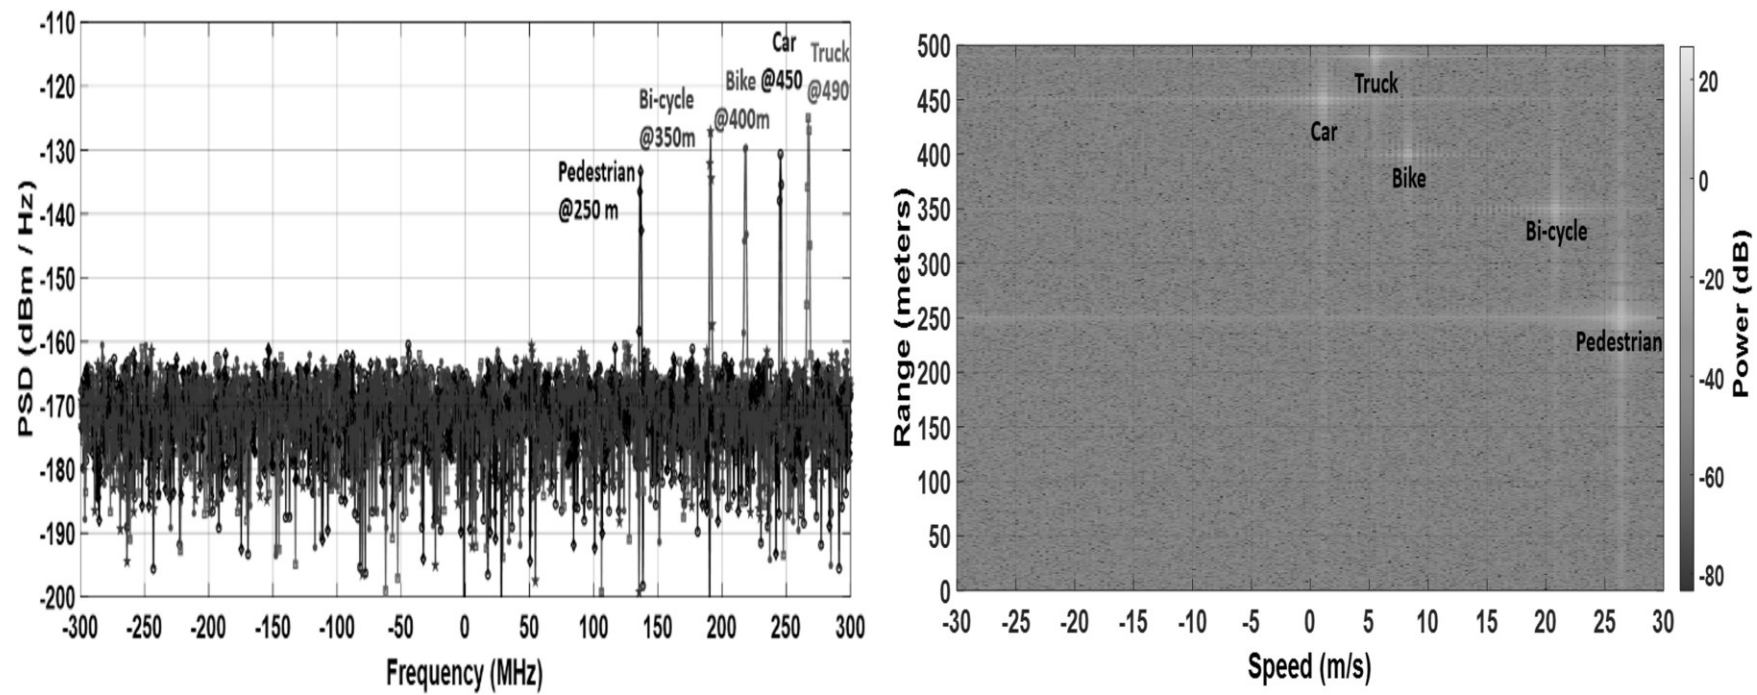 -110
-120
-130
-140
-150
-160
-170
-180
-190
-200
PSD (dBm / Hz)
-300 -250 -200 -150 -100 -50 0 50 100 150 200 250 300
Frequency (MHz)
Pedestrian
@250 m
Bi-cycle
@350m
Bike
@400m
Car
@450
Truck
@490
500
450
400
350
300
250
200
150
100
50
0
Range (meters)
-30 -25 -20 -15 -10 -5 0 5 10 15 20 25 30
Speed (m/s)
Truck
Car
Bike
Bi-cycle
Pedestrian
20
0
-20
-40
-60
-80
Power (dB)